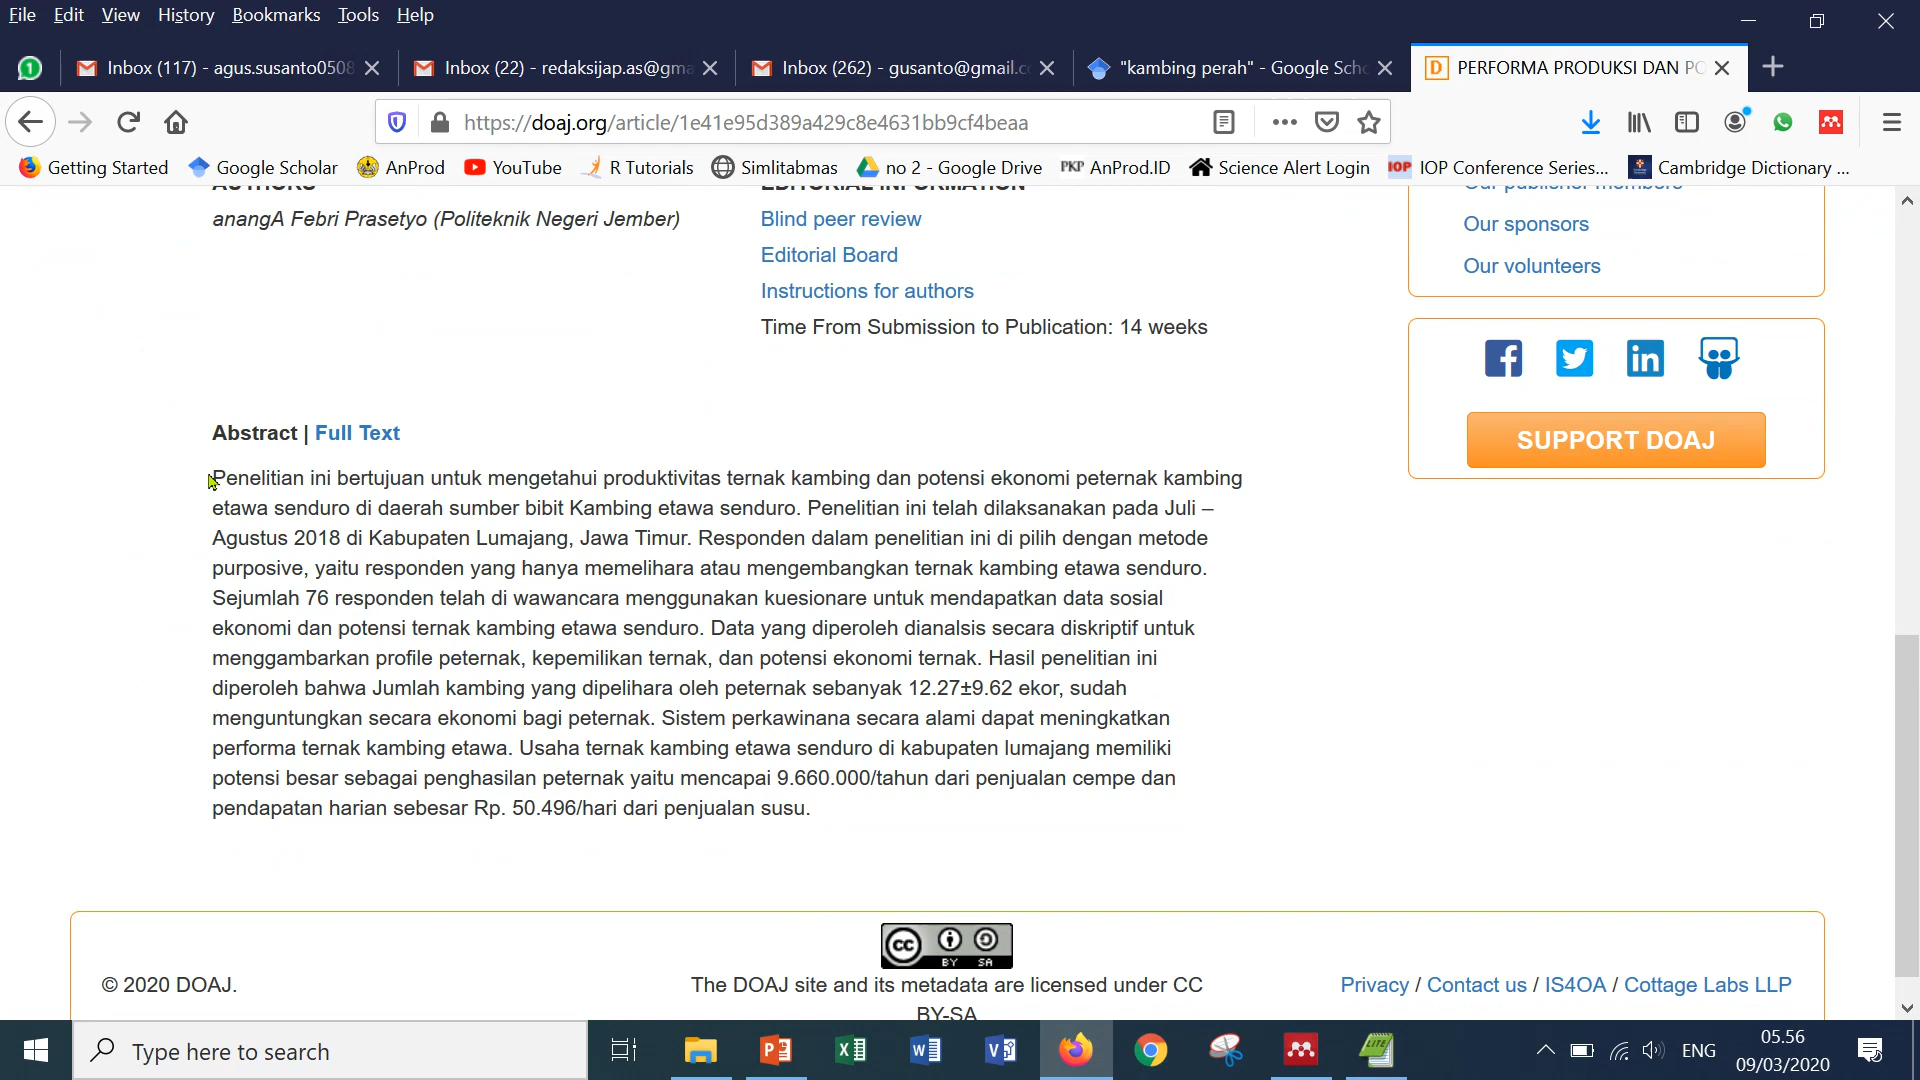 File Edit View History Bookmarks Tools Help
1 Inbox (117) - agus.susanto0508 Inbox (22) - redaksijap.as@gma Inbox (262) - gusanto@gmail.c "kambing perah" - Google Scho PERFORMA PRODUKSI DAN PO
https://doaj.org/article/1e41e95d389a429c8e4631bb9cf4beaa
Getting Started Google Scholar AnProd YouTube R Tutorials Simlitabmas no 2 - Google Drive PKP AnProd.ID Science Alert Login IOP IOP Conference Series... Cambridge Dictionary ...
AUTHORS
anangA Febri Prasetyo (Politeknik Negeri Jember)
EDITORIAL INFORMATION
Blind peer review
Editorial Board
Instructions for authors
Time From Submission to Publication: 14 weeks
Our publisher members
Our sponsors
Our volunteers
SUPPORT DOAJ
Abstract | Full Text
Penelitian ini bertujuan untuk mengetahui produktivitas ternak kambing dan potensi ekonomi peternak kambing
etawa senduro di daerah sumber bibit Kambing etawa senduro. Penelitian ini telah dilaksanakan pada Juli –
Agustus 2018 di Kabupaten Lumajang, Jawa Timur. Responden dalam penelitian ini di pilih dengan metode
purposive, yaitu responden yang hanya memelihara atau mengembangkan ternak kambing etawa senduro.
Sejumlah 76 responden telah di wawancara menggunakan kuesionare untuk mendapatkan data sosial
ekonomi dan potensi ternak kambing etawa senduro. Data yang diperoleh dianalsis secara diskriptif untuk
menggambarkan profile peternak, kepemilikan ternak, dan potensi ekonomi ternak. Hasil penelitian ini
diperoleh bahwa Jumlah kambing yang dipelihara oleh peternak sebanyak 12.27±9.62 ekor, sudah
menguntungkan secara ekonomi bagi peternak. Sistem perkawinana secara alami dapat meningkatkan
performa ternak kambing etawa. Usaha ternak kambing etawa senduro di kabupaten lumajang memiliki
potensi besar sebagai penghasilan peternak yaitu mencapai 9.660.000/tahun dari penjualan cempe dan
pendapatan harian sebesar Rp. 50.496/hari dari penjualan susu.
CC BY SA
© 2020 DOAJ.
The DOAJ site and its metadata are licensed under CC
BY-SA
Privacy / Contact us / IS4OA / Cottage Labs LLP
Type here to search
ENG
05.56
09/03/2020